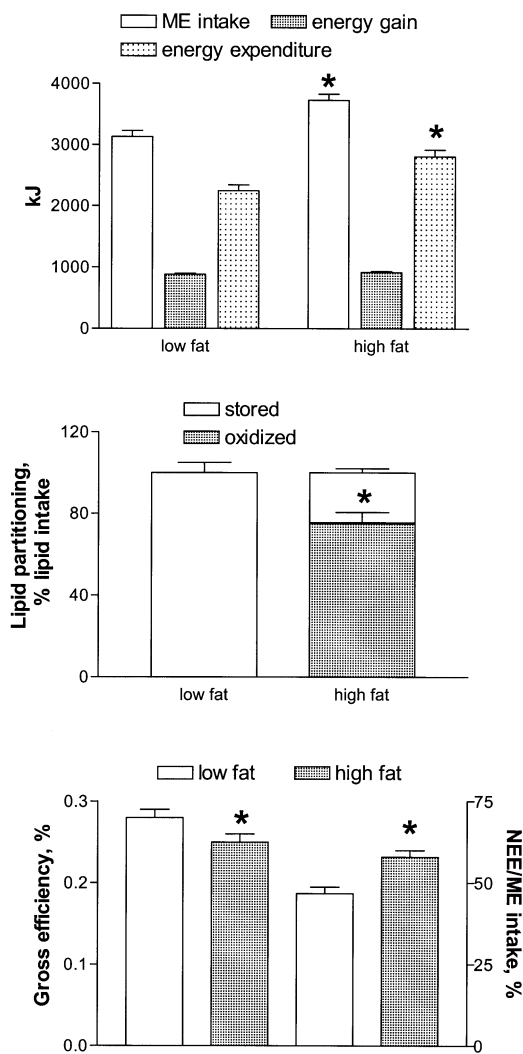 ME intake energy gain
energy expenditure
4000
3000
2000
1000
0
kJ
* *
low fat high fat
stored
oxidized
120
80
40
0
Lipid partitioning,
% lipid intake
*
low fat high fat
low fat high fat
0.3
0.2
0.1
0.0
Gross efficiency, %
* *
75
50
25
0
NEE/ME
intake, %